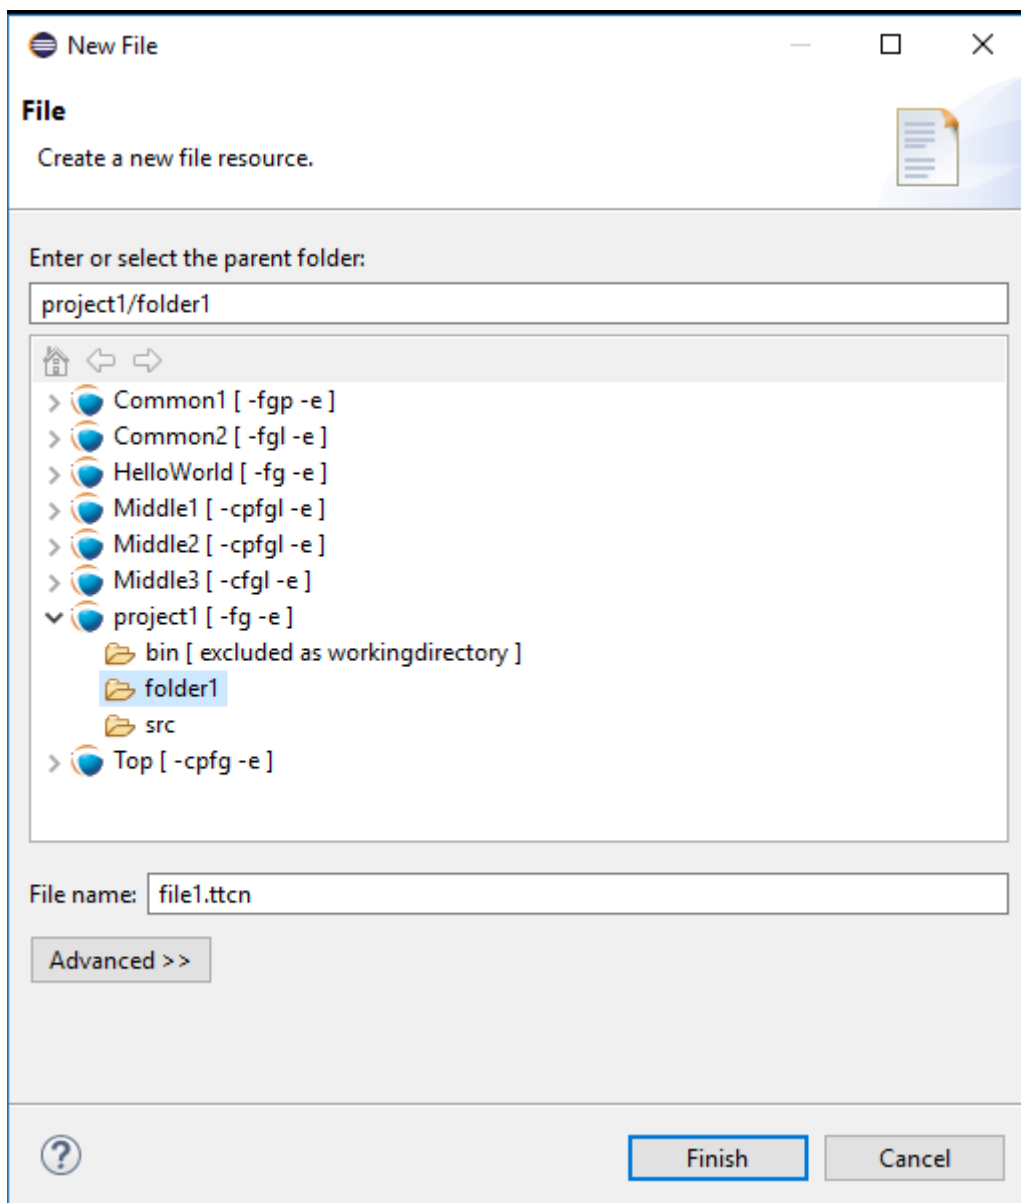 New File
File
Create a new file resource.
Enter or select the parent folder:
project1/folder1
Common1 [ -fgp -e ]
Common2 [ -fgl -e ]
HelloWorld [ -fg -e ]
Middle1 [ -cpfgl -e ]
Middle2 [ -cpfgl -e ]
Middle3 [ -cfgl -e ]
project1 [ -fg -e ]
bin [ excluded as workingdirectory ]
folder1
src
Top [ -cpfg -e ]
File name: file1.ttcn
Advanced >>
? Finish Cancel